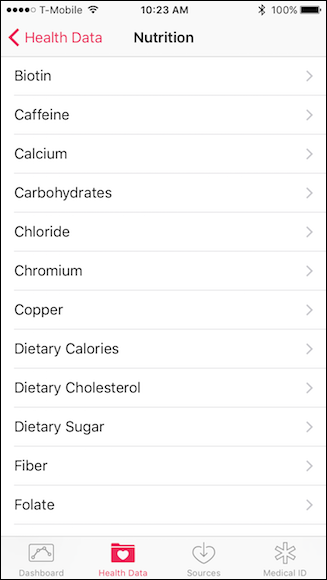 T-Mobile 10:23 AM 100%
Health Data Nutrition
Biotin
Caffeine
Calcium
Carbohydrates
Chloride
Chromium
Copper
Dietary Calories
Dietary Cholesterol
Dietary Sugar
Fiber
Folate
Dashboard Health Data Sources Medical ID